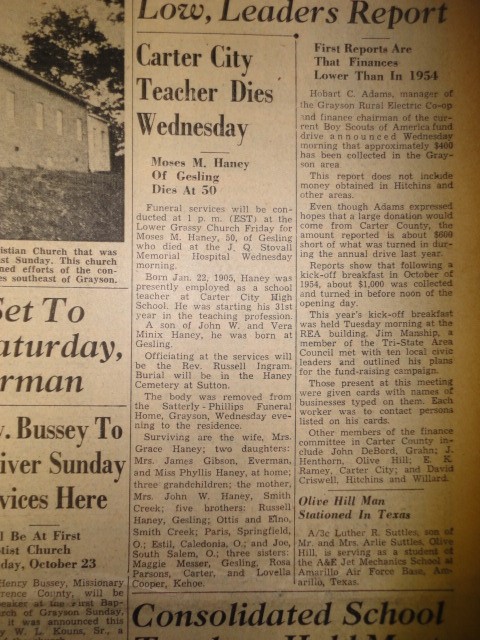 Low, Leaders Report
Carter City
Teacher Dies
Wednesday
Moses M. Haney
Of Gesling
Dies At 50
Funeral services will be con-
ducted at 1 p. m. (EST) at the
Lower Grassy Church Friday for
Moses M. Haney, 50, of Gesling
who died at the J. Q. Stovall
Memorial Hospital Wednesday
morning.
Born Jan. 22, 1905, Haney was
presently employed as a school
teacher at Carter City High
School. He was starting his 31st
year in the teaching profession.
A son of John W. and Vera
Minix Haney, he was born at
Gesling.
Officiating at the services will
be the Rev. Russell Ingram.
Burial will be in the Haney
Cemetery at Sutton.
The body was removed from
the Satterly-Phillips Funeral
Home, Grayson, Wednesday eve-
ning to the residence.
Surviving are the wife, Mrs.
Grace Haney; two daughters:
Mrs. James Gibson, Everman,
and Miss Phyllis Haney, at home;
three grandchildren; the mother,
Mrs. John W. Haney, Smith
Creek; five brothers: Russell
Haney, Gesling; Ottis and Elno,
Smith Creek; Paris, Springfield,
O.; Estil, Caledonia, O.; and Joe,
South Salem, O.; three sisters:
Maggie Messer, Gesling, Rosa
Parsons, Carter, and Lovella
Cooper, Kehoe.
First Reports Are
That Finances
Lower Than In 1954
Hobart C. Adams, manager of
the Grayson Rural Electric Co-op
and finance chairman of the cur-
rent Boy Scouts of America fund
drive announced Wednesday
morning that approximately $400
has been collected in the Gray-
son area
This report does not include
money obtained in Hitchins and
other areas.
Even though Adams expressed
hopes that a large donation would
come from Carter County, the
amount reported is about $600
short of what was turned in dur-
ing the annual drive last year.
Reports show that following a
kick-off breakfast in October of
1954, about $1,000 was collected
and turned in before noon of the
opening day.
This year's kick-off breakfast
was held Tuesday morning at the
REA building. Jim Manship, a
member of the Tri-State Area
Council met with ten local civic
leaders and outlined his plans
for the fund-raising campaign.
Those present at this meeting
were given cards with names of
businesses typed on them. Each
worker was to contact persons
listed on his cards.
Other members of the finance
committee in Carter County in-
clude John DeBord, Grahn; J.
Henthorn, Olive Hill; E. K.
Ramey, Carter City; and David
Criswell, Hitchins and Willard.
Olive Hill Man
Stationed In Texas
A/3c Luther R. Suttles, son of
Mr. and Mrs. Arlie Suttles, Olive
Hill, is serving as a student of
the A&E Jet Mechanics School at
Amarillo Air Force Base, Am-
arillo, Texas.
istian Church that was
st Sunday. This church
ned efforts of the con-
es southeast of Grayson.
Set To
aturday,
rman
v. Bussey To
iver Sunday
vices Here
ll Be At First
tist Church
day, October 23
Henry Bussey, Missionary
rence County, will be
eaker at the First Bap-
rch of Grayson Sunday,
it was announced this
y W. L. Kouns, Sr., a
Consolidated School